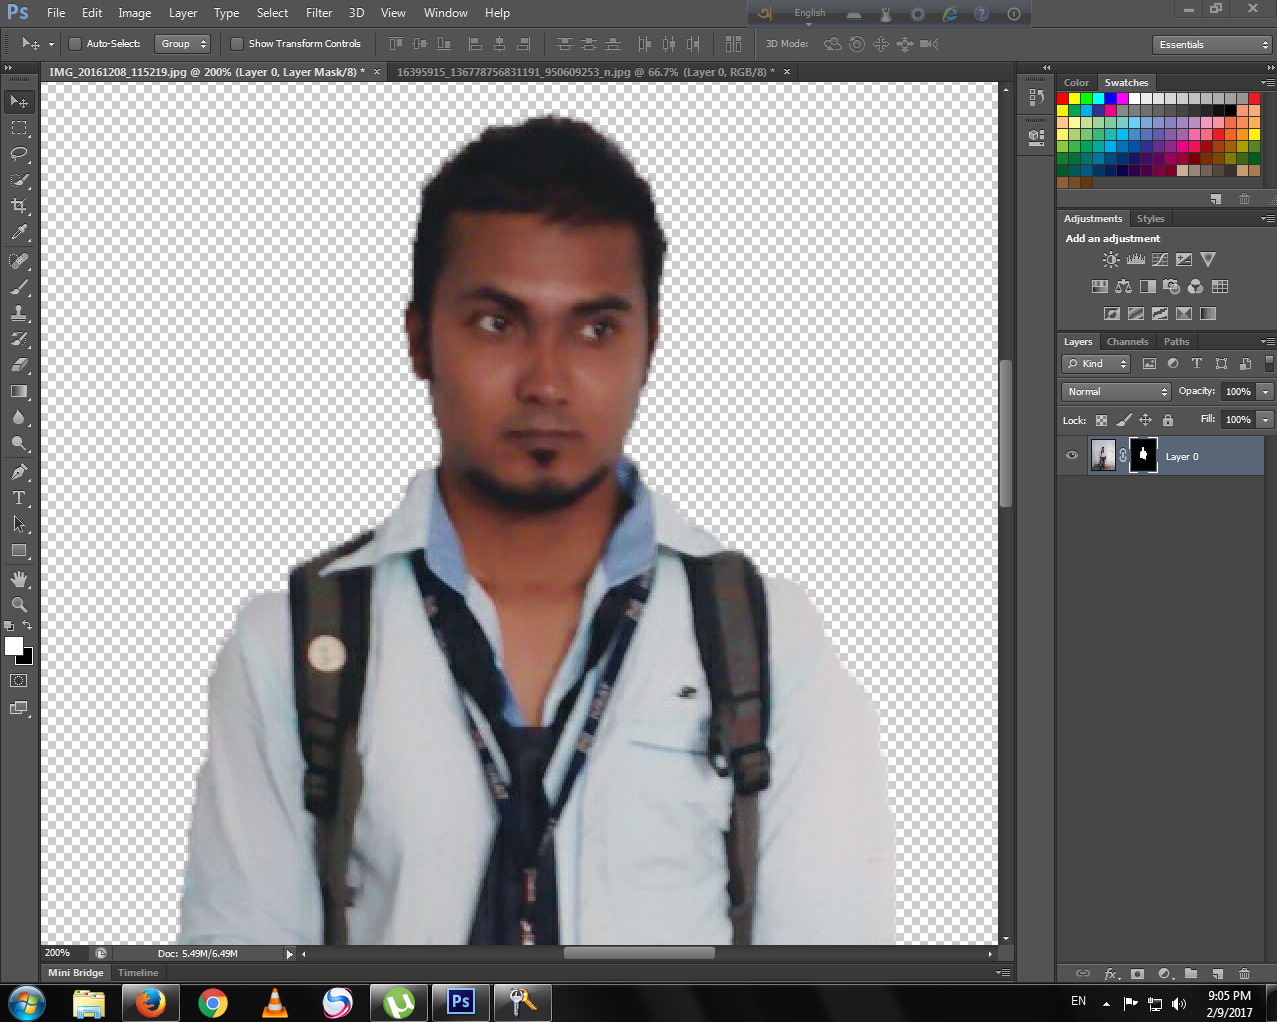 Ps File Edit Image Layer Type Select Filter 3D View Window Help
English
Auto-Select: Group Show Transform Controls 3D Mode: Essentials
IMG_20161208_115219.jpg @ 200% (Layer 0, Layer Mask/8) * × 16395915_136778756831191_950609253_n.jpg @ 66.7% (Layer 0, RGB/8) * ×
Color Swatches
Adjustments Styles
Add an adjustment
Layers Channels Paths
Kind
Normal Opacity: 100%
Lock: Fill: 100%
Layer 0
200% Doc: 5.49M/6.49M
Mini Bridge Timeline
fx
Ps
EN
9:05 PM
2/9/2017